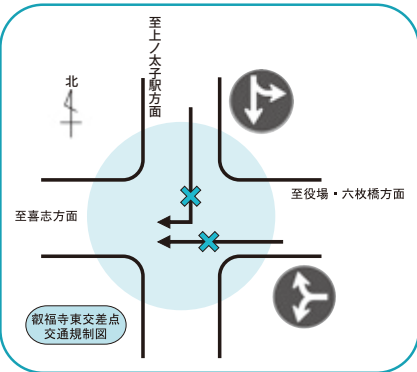 至上ノ太子駅方面
北
至役場・六枚橋方面
至喜志方面
叡福寺東交差点
交通規制図